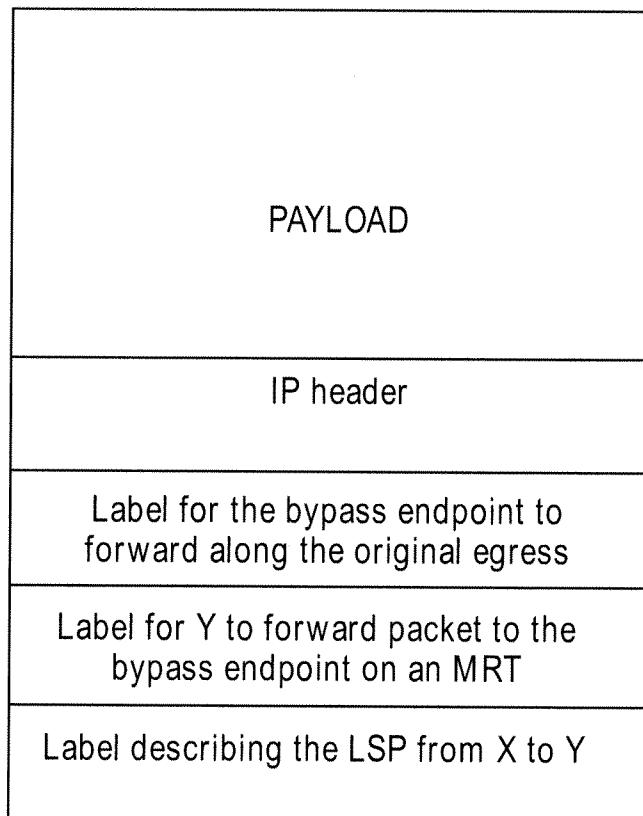 PAYLOAD
IP header
Label for the bypass endpoint to
forward along the original egress
Label for Y to forward packet to the
bypass endpoint on an MRT
Label describing the LSP from X to Y